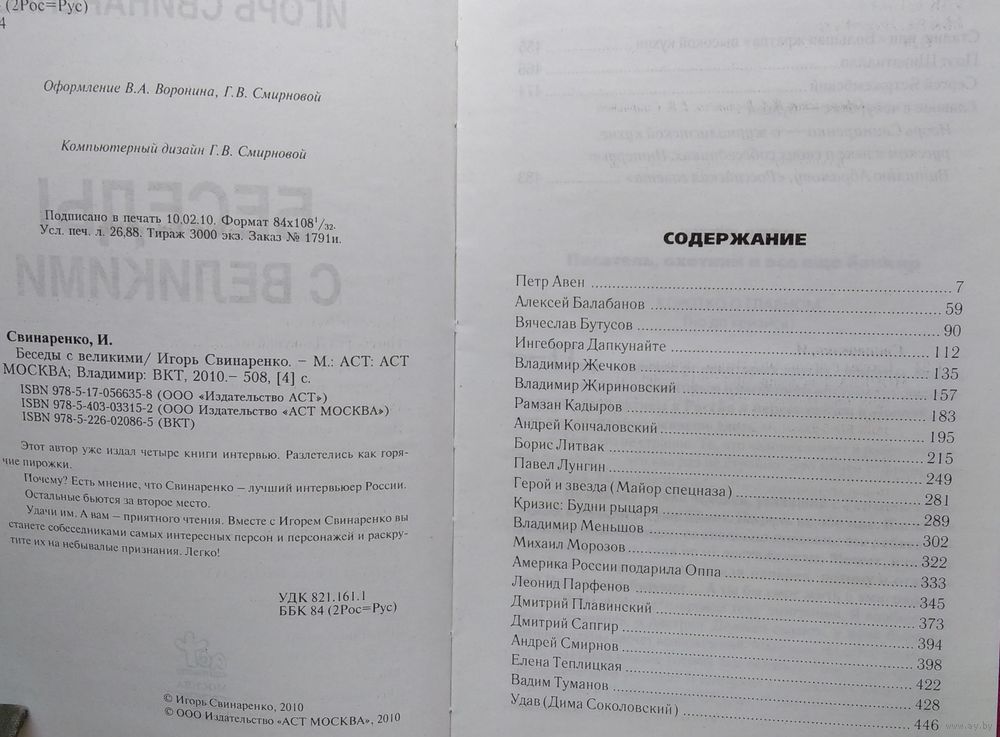 (2Рос=Рус)
4
Оформление В.А. Воронина, Г.В. Смирновой
Компьютерный дизайн Г.В. Смирновой
Подписано в печать 10.02.10. Формат 84х108¹/₃₂.
Усл. печ. л. 26,88. Тираж 3000 экз. Заказ № 1791и.
Свинаренко, И.
Беседы с великими/ Игорь Свинаренко. – М.: АСТ: АСТ
МОСКВА; Владимир: ВКТ, 2010.– 508, [4] с.
ISBN 978-5-17-056635-8 (ООО «Издательство АСТ»)
ISBN 978-5-403-03315-2 (ООО Издательство «АСТ МОСКВА»)
ISBN 978-5-226-02086-5 (ВКТ)
Этот автор уже издал четыре книги интервью. Разлетелись как горя-
чие пирожки.
Почему? Есть мнение, что Свинаренко – лучший интервьюер России.
Остальные бьются за второе место.
Удачи им. А вам – приятного чтения. Вместе с Игорем Свинаренко вы
станете собеседниками самых интересных персон и персонажей и раскру-
тите их на небывалые признания. Легко!
УДК 821.161.1
ББК 84 (2Рос=Рус)
© Игорь Свинаренко, 2010
© ООО Издательство «АСТ МОСКВА», 2010
СОДЕРЖАНИЕ
Петр Авен 7
Алексей Балабанов 59
Вячеслав Бутусов 90
Ингеборга Дапкунайте 112
Владимир Жечков 135
Владимир Жириновский 157
Рамзан Кадыров 183
Андрей Кончаловский 195
Борис Литвак 215
Павел Лунгин 249
Герой и звезда (Майор спецназа) 281
Кризис: Будни рыцаря 289
Владимир Меньшов 302
Михаил Морозов 322
Америка России подарила Оппа 333
Леонид Парфенов 345
Дмитрий Плавинский 373
Дмитрий Сапгир 394
Андрей Смирнов 398
Елена Теплицкая 422
Вадим Туманов 428
Удав (Дима Соколовский) 446
www.ay.by